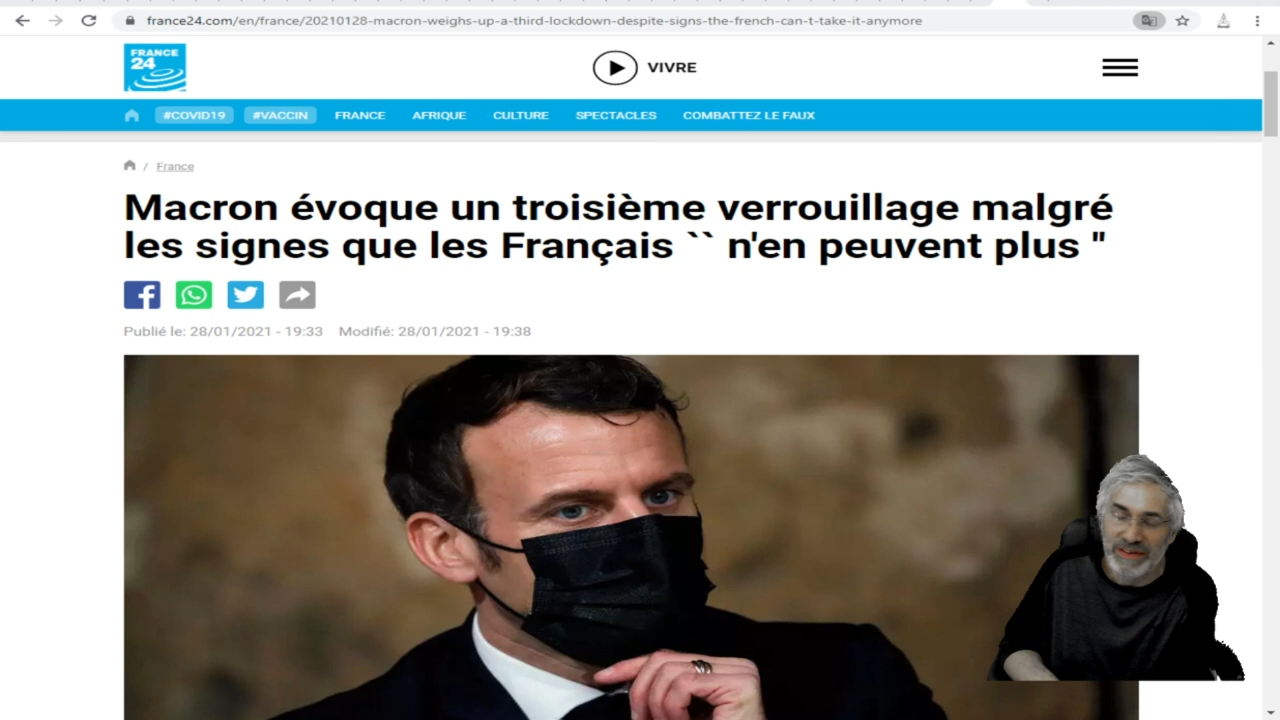 france24.com/en/france/20210128-macron-weighs-up-a-third-lockdown-despite-signs-the-french-can-t-take-it-anymore
FRANCE
24
VIVRE
#COVID19 #VACCIN FRANCE AFRIQUE CULTURE SPECTACLES COMBATTEZ LE FAUX
/ France
Macron évoque un troisième verrouillage malgré
les signes que les Français `` n'en peuvent plus "
Publié le: 28/01/2021 - 19:33 Modifié: 28/01/2021 - 19:38